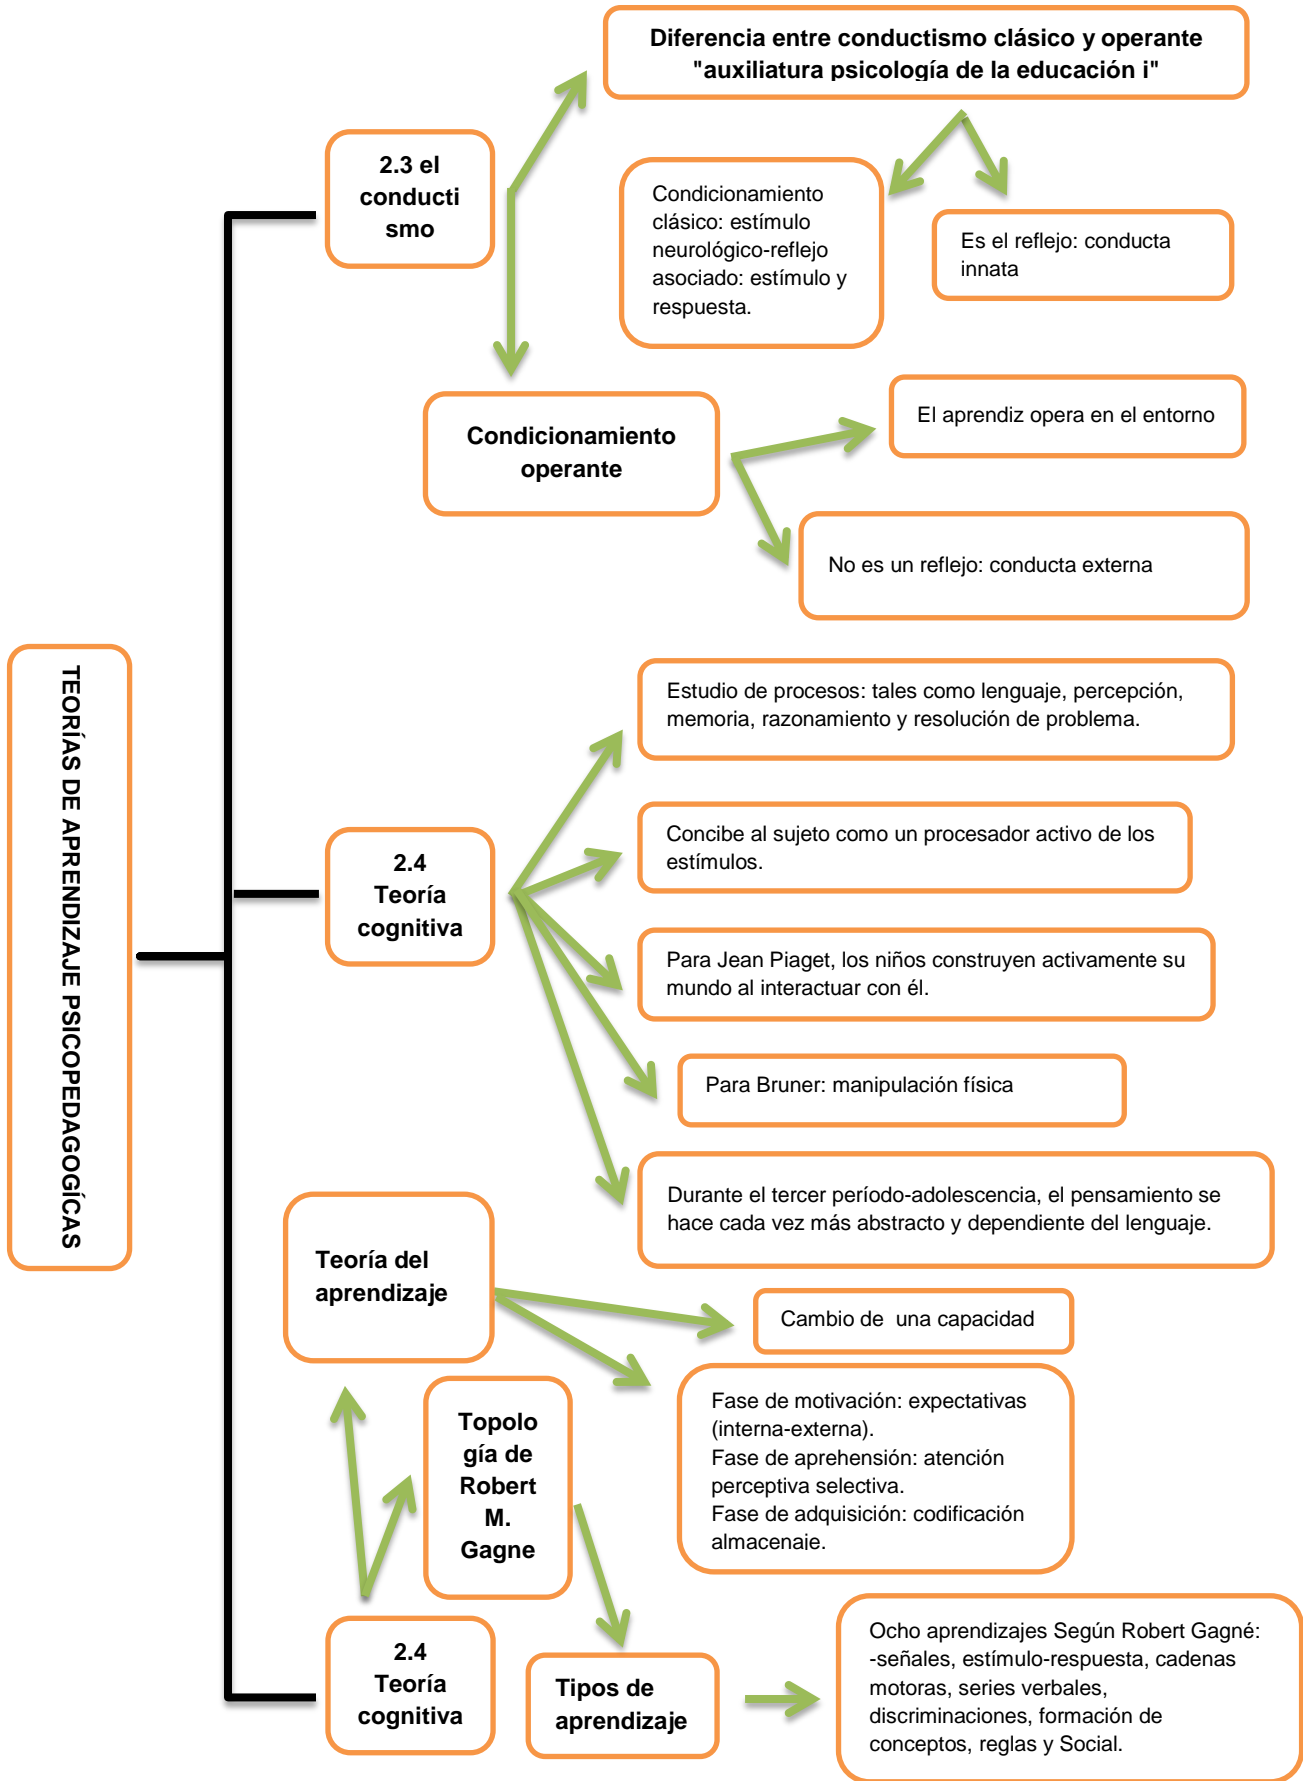 Diferencia entre conductismo clásico y operante
"auxiliatura psicología de la educación i"
2.3 el
conducti
smo
Condicionamiento
clásico: estímulo
neurológico-reflejo
asociado: estímulo y
respuesta.
Es el reflejo: conducta
innata
Condicionamiento
operante
El aprendiz opera en el entorno
No es un reflejo: conducta externa
TEORÍAS DE APRENDIZAJE PSICOPEDAGOGÍCAS
Estudio de procesos: tales como lenguaje, percepción,
memoria, razonamiento y resolución de problema.
2.4
Teoría
cognitiva
Concibe al sujeto como un procesador activo de los
estímulos.
Para Jean Piaget, los niños construyen activamente su
mundo al interactuar con él.
Para Bruner: manipulación física
Durante el tercer período-adolescencia, el pensamiento se
hace cada vez más abstracto y dependiente del lenguaje.
Teoría del
aprendizaje
Cambio de  una capacidad
Fase de motivación: expectativas
(interna-externa).
Fase de aprehensión: atención
perceptiva selectiva.
Fase de adquisición: codificación
almacenaje.
Topolo
gía de
Robert
M.
Gagne
2.4
Teoría
cognitiva
Tipos de
aprendizaje
Ocho aprendizajes Según Robert Gagné:
-señales, estímulo-respuesta, cadenas
motoras, series verbales,
discriminaciones, formación de
conceptos, reglas y Social.